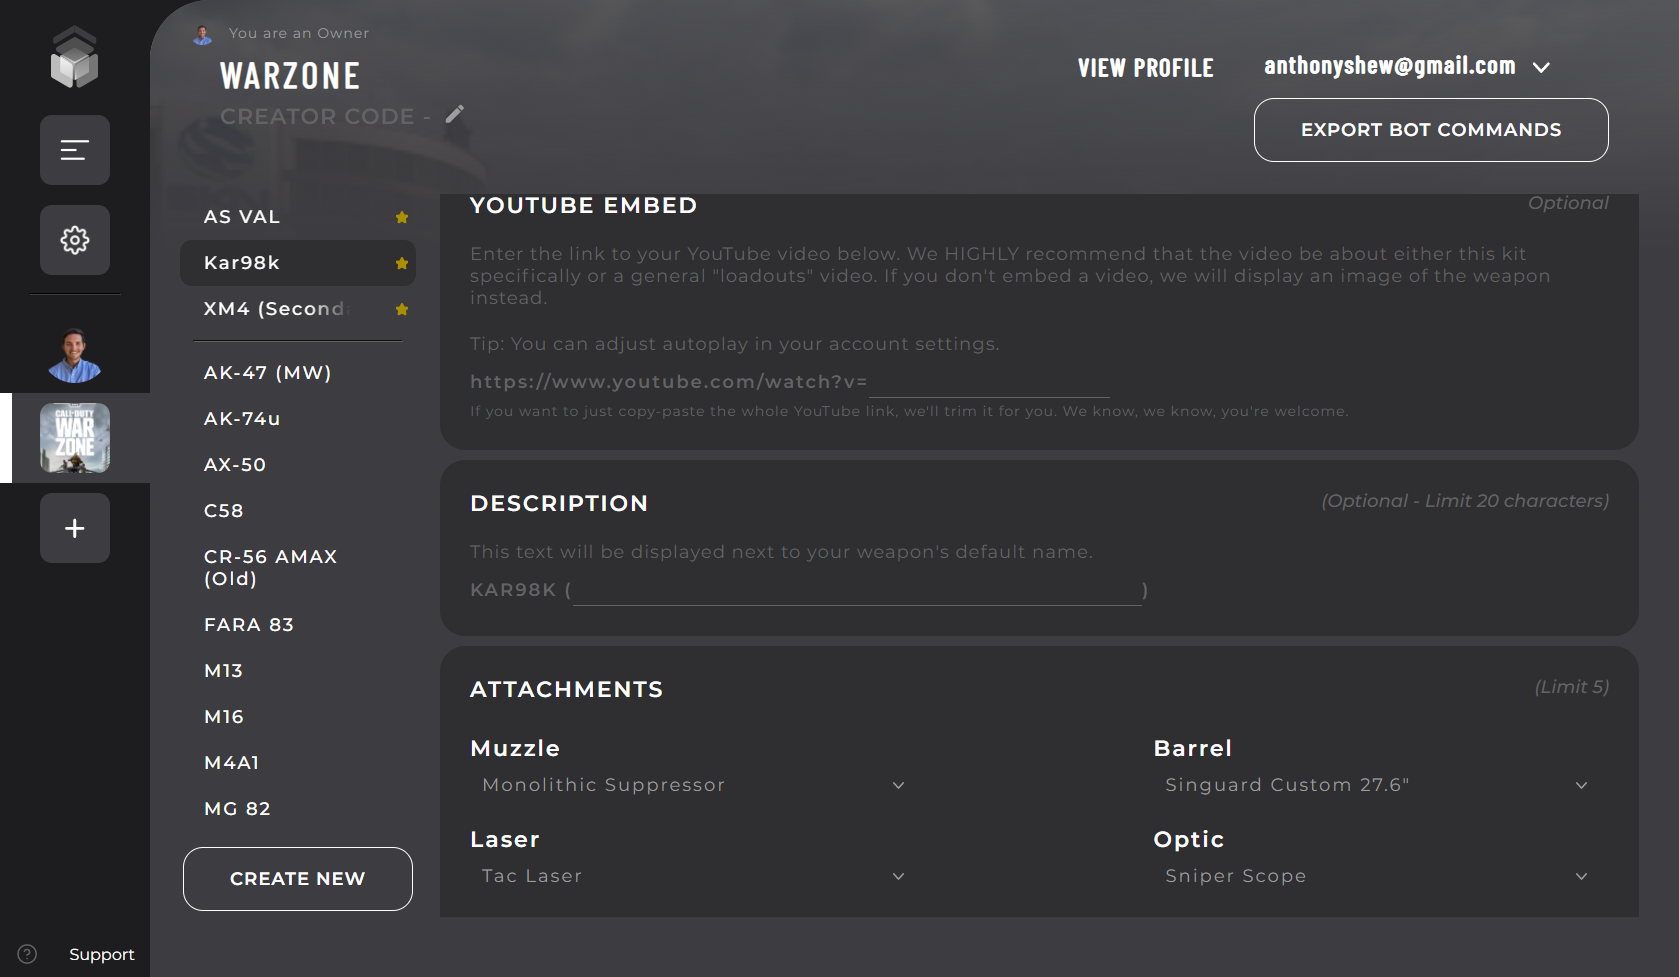 You are an Owner
WARZONE
CREATOR CODE -
VIEW PROFILE
anthonyshew@gmail.com
EXPORT BOT COMMANDS
AS VAL
Kar98k
XM4 (Second
AK-47 (MW)
AK-74u
AX-50
C58
CR-56 AMAX
(Old)
FARA 83
M13
M16
M4A1
MG 82
CREATE NEW
CALL OF DUTY
WAR
ZONE
+
?
Support
YOUTUBE EMBED
Optional
Enter the link to your YouTube video below. We HIGHLY recommend that the video be about either this kit
specifically or a general "loadouts" video. If you don't embed a video, we will display an image of the weapon
instead.
Tip: You can adjust autoplay in your account settings.
https://www.youtube.com/watch?v=
If you want to just copy-paste the whole YouTube link, we'll trim it for you. We know, we know, you're welcome.
DESCRIPTION
(Optional - Limit 20 characters)
This text will be displayed next to your weapon's default name.
KAR98K ( )
ATTACHMENTS
(Limit 5)
Muzzle
Monolithic Suppressor
Barrel
Singuard Custom 27.6"
Laser
Tac Laser
Optic
Sniper Scope